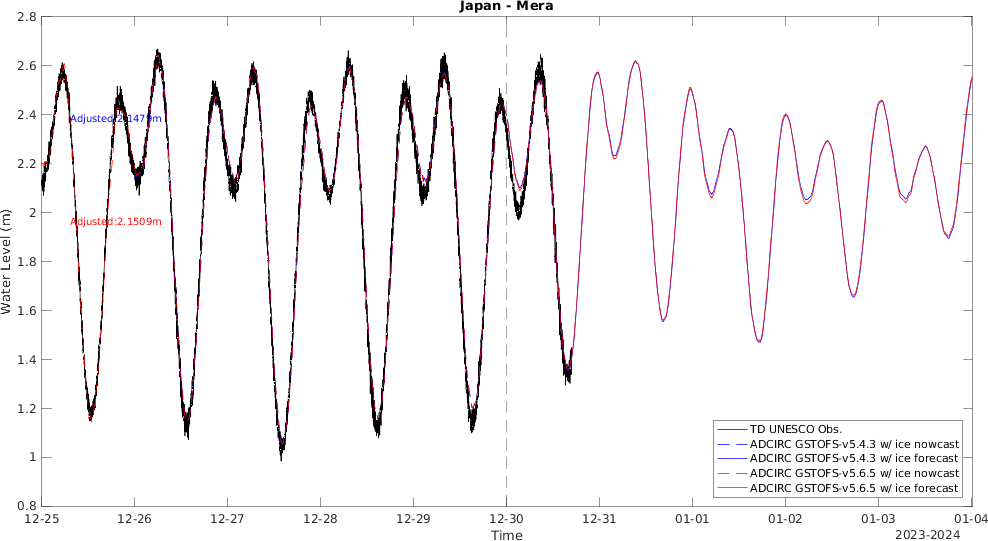 Japan - Mera
2.8
2.6
2.4
2.2
2
1.8
1.6
1.4
1.2
1
0.8
Water Level (m)
Adjusted:2.1479m
Adjusted:2.1509m
TD UNESCO Obs.
ADCIRC GSTOFS-v5.4.3 w/ ice nowcast
ADCIRC GSTOFS-v5.4.3 w/ ice forecast
ADCIRC GSTOFS-v5.6.5 w/ ice nowcast
ADCIRC GSTOFS-v5.6.5 w/ ice forecast
12-25 12-26 12-27 12-28 12-29 12-30 12-31 01-01 01-02 01-03 01-04
Time
2023-2024